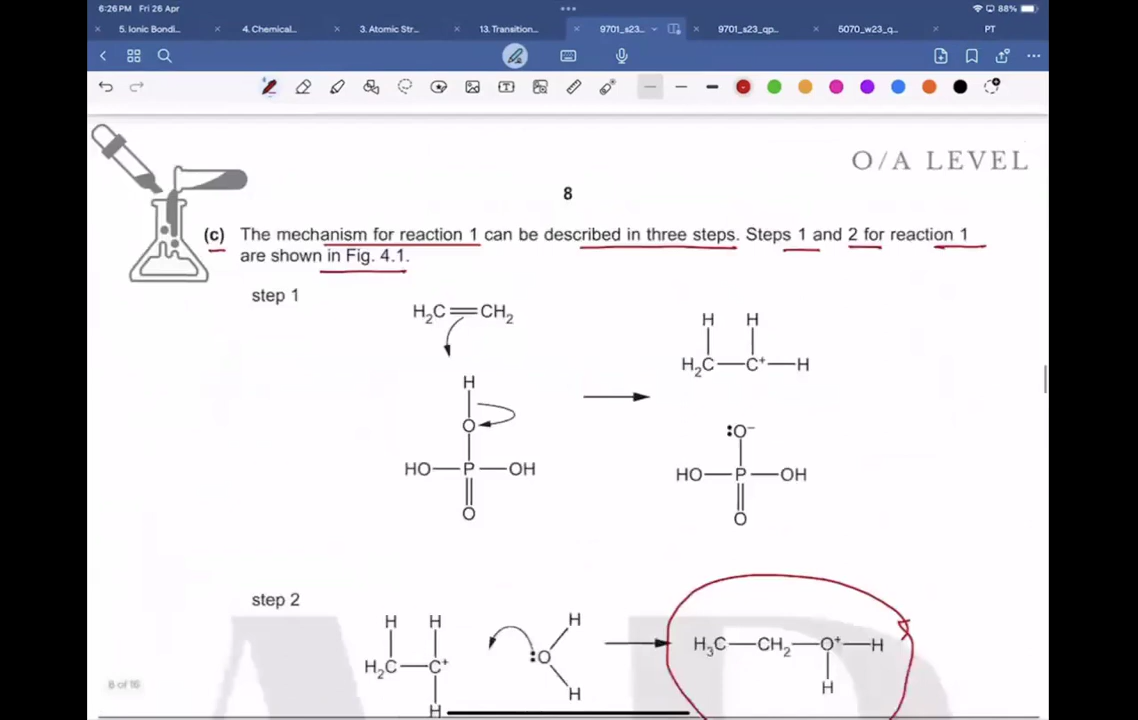 6:26 PM Fri 26 Apr
88%
5. Ionic Bondi...
4. Chemical...
3. Atomic Str...
13. Transition...
9701_s23...
9701_s23_qp...
5070_w23_q...
PT
O/A LEVEL
8
(c) The mechanism for reaction 1 can be described in three steps. Steps 1 and 2 for reaction 1
are shown in Fig. 4.1.
step 1
H₂C=CH₂
H
O
HO—P—OH
O
H H
H₂C—C⁺—H
:O⁻
HO—P—OH
O
step 2
H H
H₂C—C⁺
H
H
:O
H
H₃C—CH₂—O⁺—H
H
8 of 16